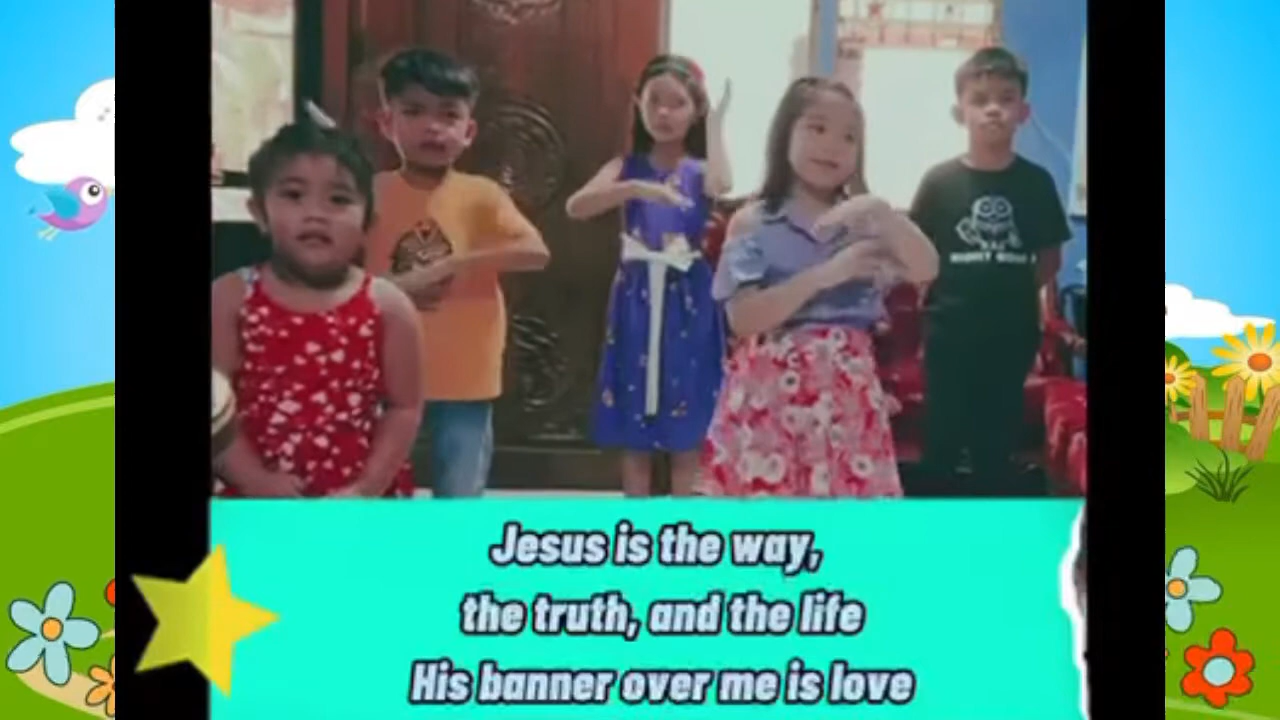 Jesus is the way,
the truth, and the life
His banner over me is love